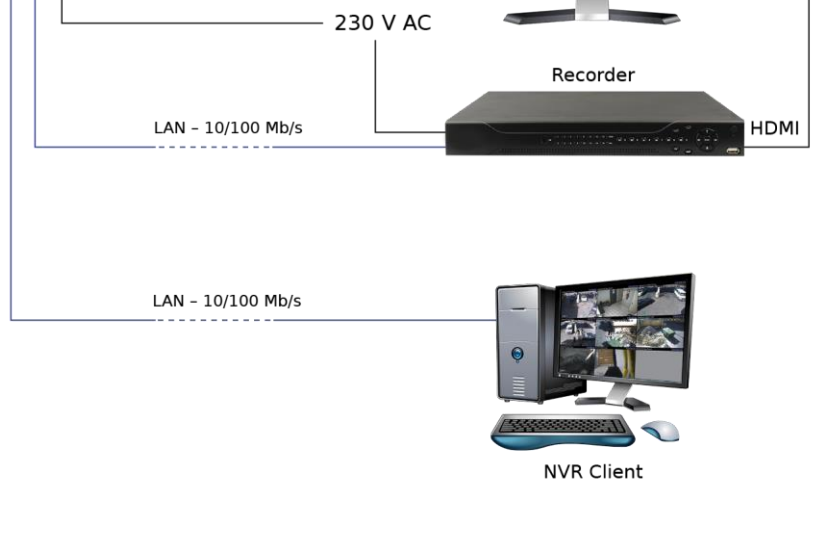 230 V AC
Recorder
LAN – 10/100 Mb/s
HDMI
LAN – 10/100 Mb/s
NVR Client